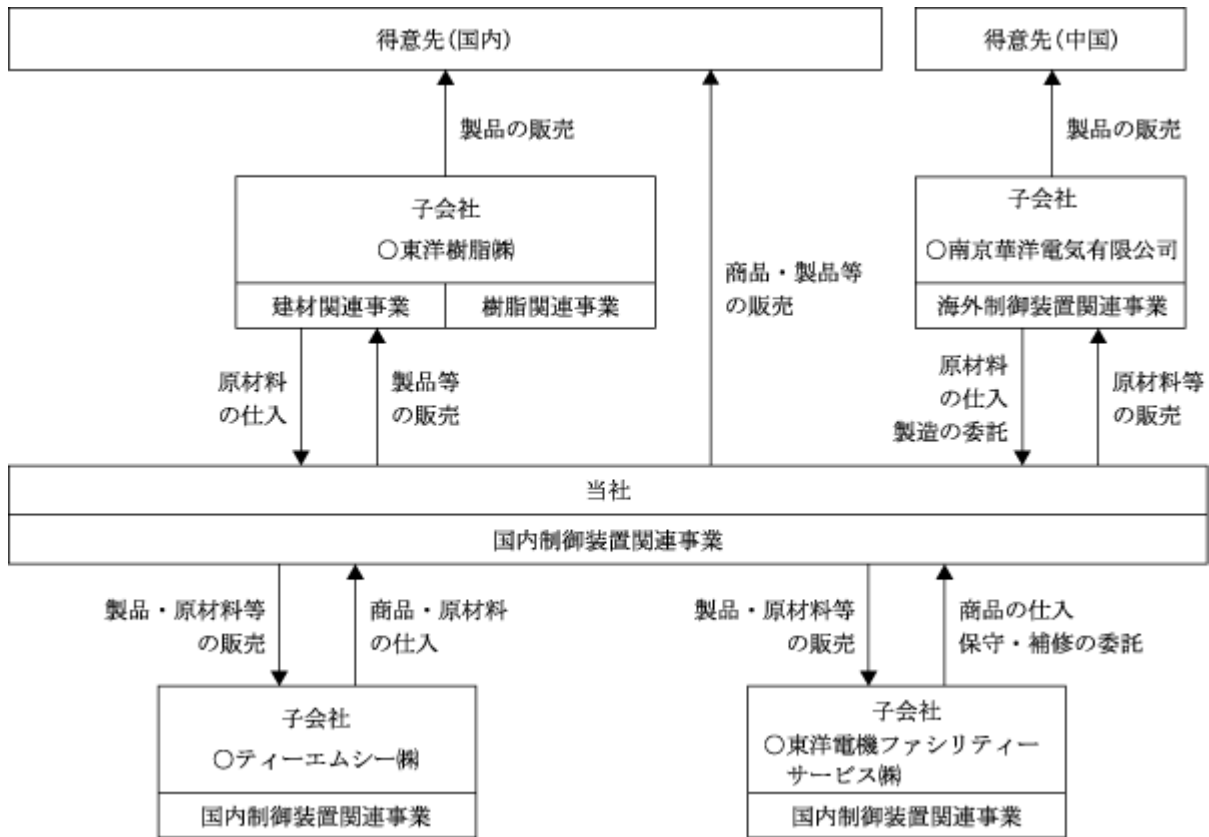 得意先(国内)
得意先(中国)
製品の販売
製品の販売
子会社
○東洋樹脂㈱
建材関連事業
樹脂関連事業
商品・製品等
の販売
子会社
○南京華洋電気有限公司
海外制御装置関連事業
原材料
の仕入
製品等
の販売
原材料
の仕入
製造の委託
原材料等
の販売
当社
国内制御装置関連事業
製品・原材料等
の販売
商品・原材料
の仕入
製品・原材料等
の販売
商品の仕入
保守・補修の委託
子会社
○ティーエムシー㈱
国内制御装置関連事業
子会社
○東洋電機ファシリティー
サービス㈱
国内制御装置関連事業